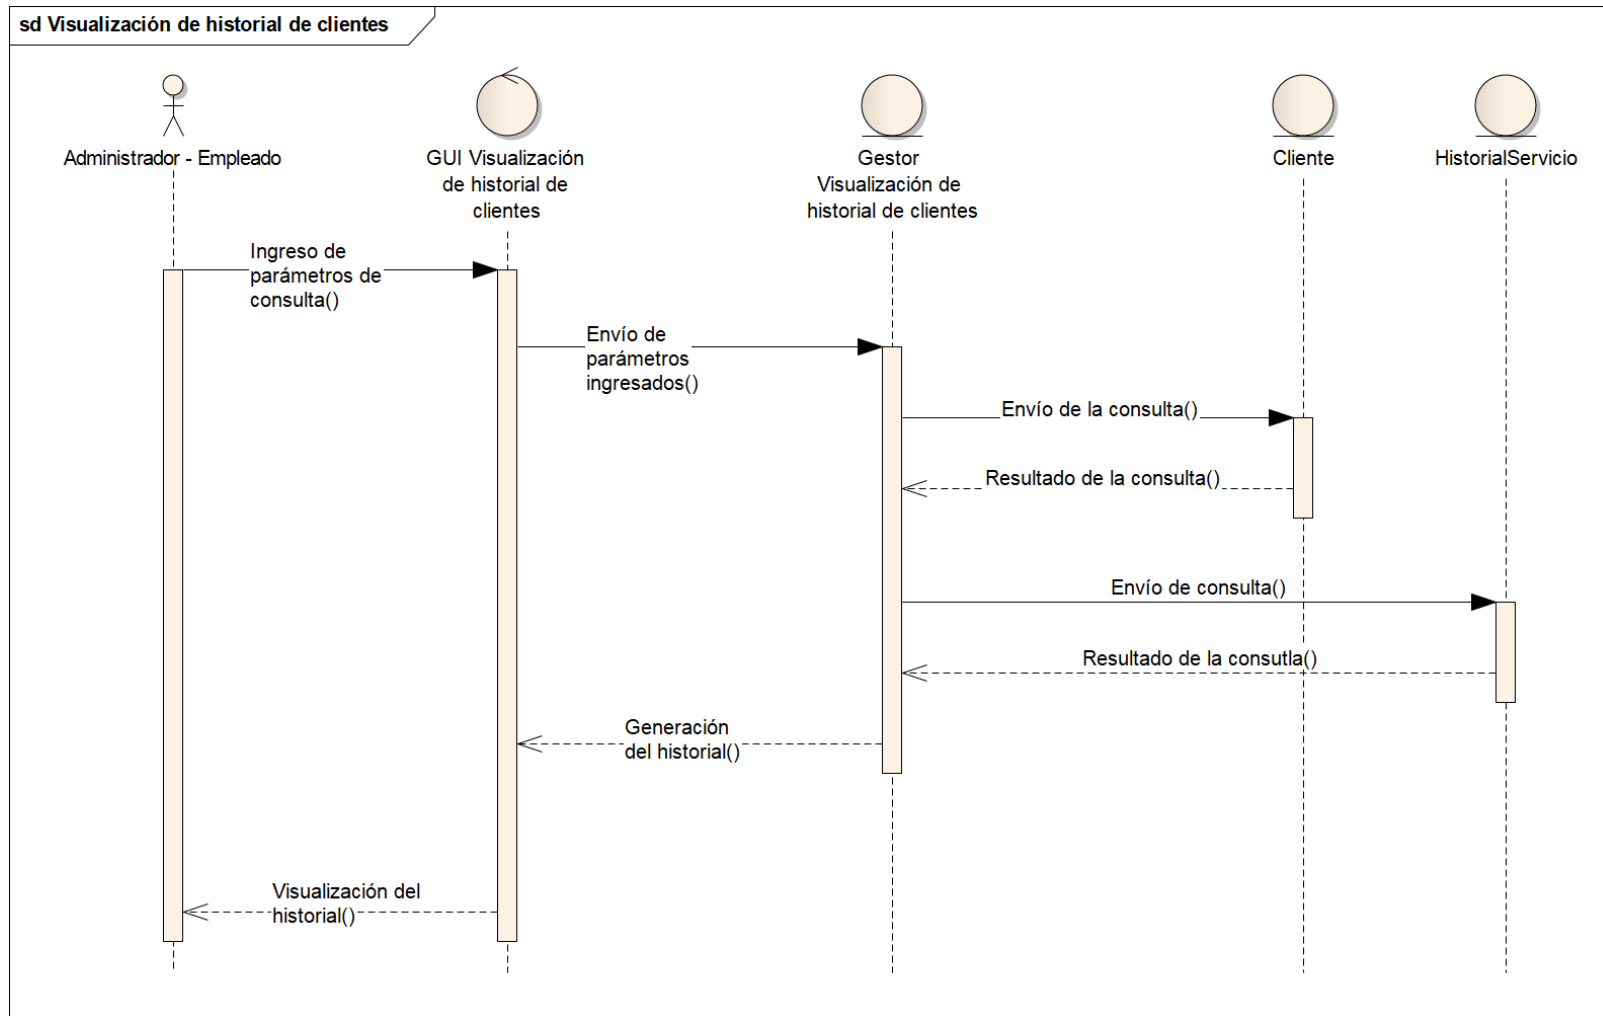 sd Visualización de historial de clientes
Administrador - Empleado
GUI Visualización
de historial de
clientes
Gestor
Visualización de
historial de clientes
Cliente
HistorialServicio
Ingreso de
parámetros de
consulta()
Envío de
parámetros
ingresados()
Envío de la consulta()
Resultado de la consulta()
Envío de consulta()
Resultado de la consutla()
Generación
del historial()
Visualización del
historial()